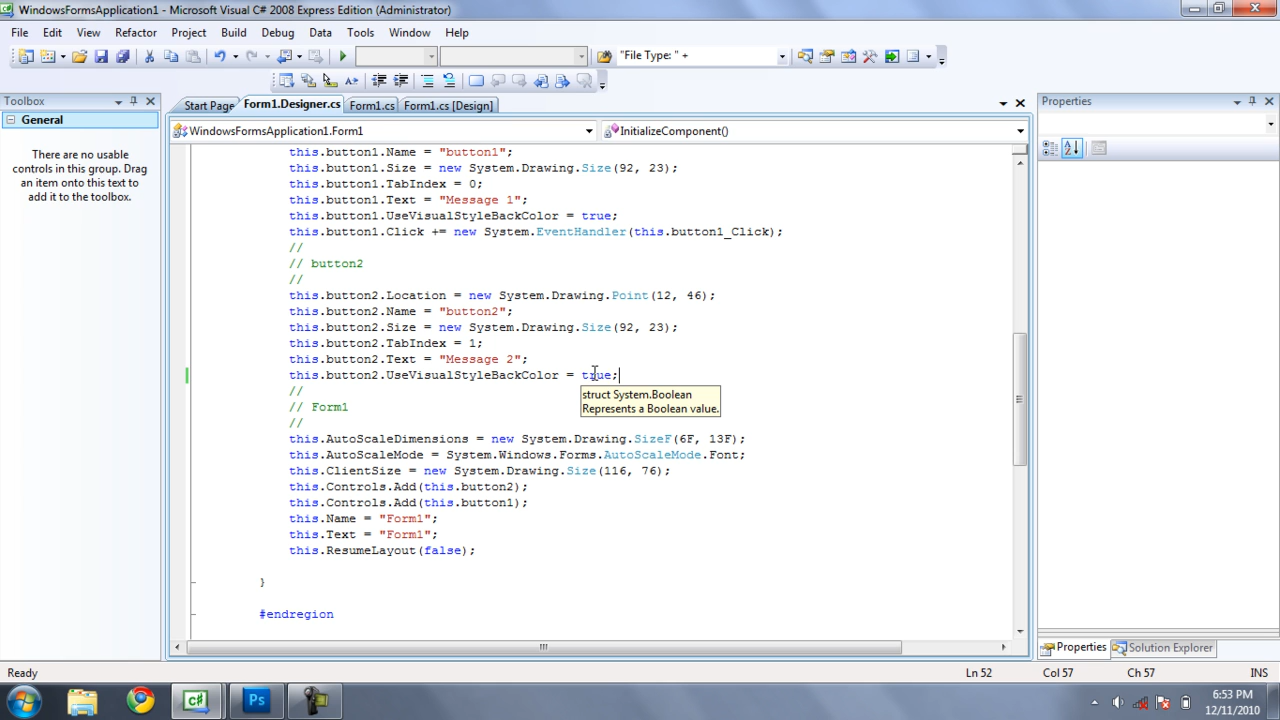 WindowsFormsApplication1 - Microsoft Visual C# 2008 Express Edition (Administrator)
File Edit View Refactor Project Build Debug Data Tools Window Help
"File Type: " +
Toolbox
Start Page Form1.Designer.cs Form1.cs Form1.cs [Design]
Properties
General
WindowsFormsApplication1.Form1 InitializeComponent()
There are no usable
controls in this group. Drag
an item onto this text to
add it to the toolbox.
this.button1.Name = "button1";
this.button1.Size = new System.Drawing.Size(92, 23);
this.button1.TabIndex = 0;
this.button1.Text = "Message 1";
this.button1.UseVisualStyleBackColor = true;
this.button1.Click += new System.EventHandler(this.button1_Click);
//
// button2
//
this.button2.Location = new System.Drawing.Point(12, 46);
this.button2.Name = "button2";
this.button2.Size = new System.Drawing.Size(92, 23);
this.button2.TabIndex = 1;
this.button2.Text = "Message 2";
this.button2.UseVisualStyleBackColor = true;
//
struct System.Boolean
Represents a Boolean value.
// Form1
//
this.AutoScaleDimensions = new System.Drawing.SizeF(6F, 13F);
this.AutoScaleMode = System.Windows.Forms.AutoScaleMode.Font;
this.ClientSize = new System.Drawing.Size(116, 76);
this.Controls.Add(this.button2);
this.Controls.Add(this.button1);
this.Name = "Form1";
this.Text = "Form1";
this.ResumeLayout(false);
}
#endregion
Properties Solution Explorer
Ready Ln 52 Col 57 Ch 57 INS
C# Ps
6:53 PM
12/11/2010